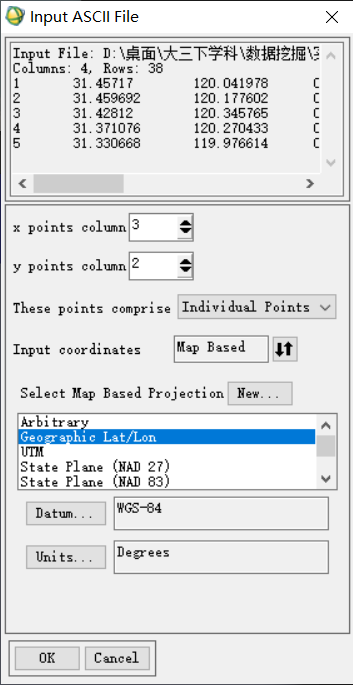 Input ASCII File
Input File: D:\桌面\大三下学科\数据挖掘\
Columns: 4, Rows: 38
1 31.45717 120.041978
2 31.459692 120.177602
3 31.42812 120.345765
4 31.371076 120.270433
5 31.330668 119.976614
x points column 3
y points column 2
These points comprise Individual Points
Input coordinates Map Based
Select Map Based Projection New...
Arbitrary
Geographic Lat/Lon
UTM
State Plane (NAD 27)
State Plane (NAD 83)
Datum... WGS-84
Units... Degrees
OK Cancel